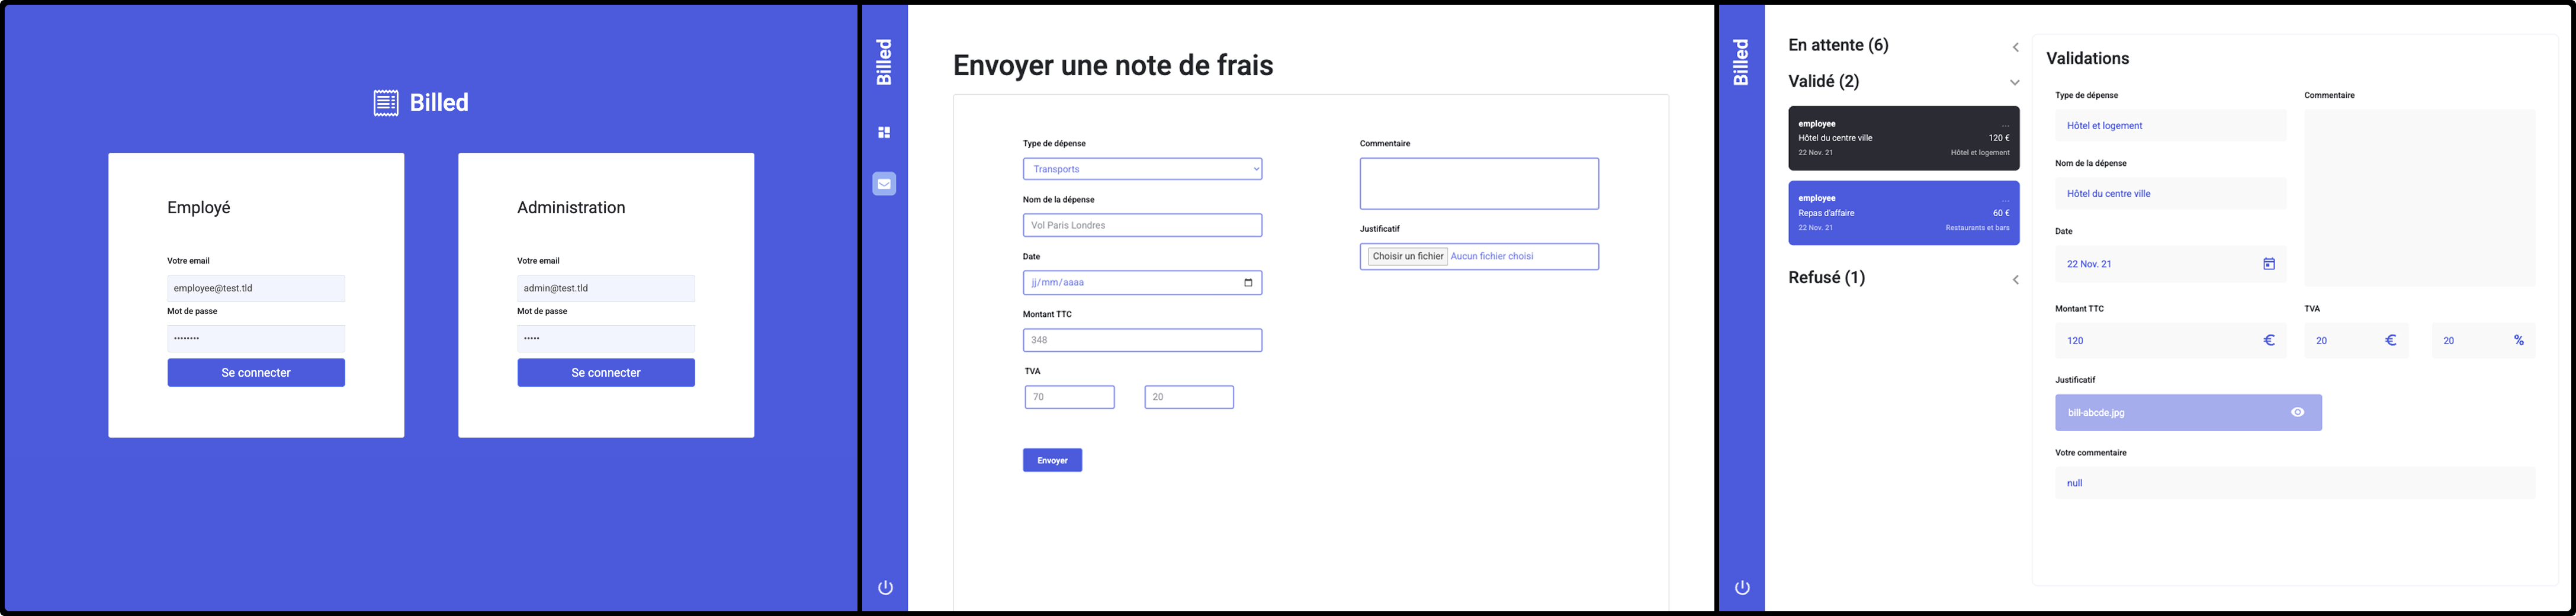 Billed
Employé
Votre email
employee@test.tld
Mot de passe
••••••••
Se connecter
Administration
Votre email
admin@test.tld
Mot de passe
•••••
Se connecter
Billed
Envoyer une note de frais
Type de dépense
Transports
Nom de la dépense
Vol Paris Londres
Date
jj/mm/aaaa
Montant TTC
348
TVA
70 20
Envoyer
Commentaire
Justificatif
Choisir un fichier Aucun fichier choisi
Billed
En attente (6)
Validé (2)
employee ...
Hôtel du centre ville 120 €
22 Nov. 21 Hôtel et logement
employee ...
Repas d'affaire 60 €
22 Nov. 21 Restaurants et bars
Refusé (1)
Validations
Type de dépense
Hôtel et logement
Nom de la dépense
Hôtel du centre ville
Date
22 Nov. 21
Commentaire
Montant TTC
120 €
TVA
20 € 20 %
Justificatif
bill-abcde.jpg
Votre commentaire
null